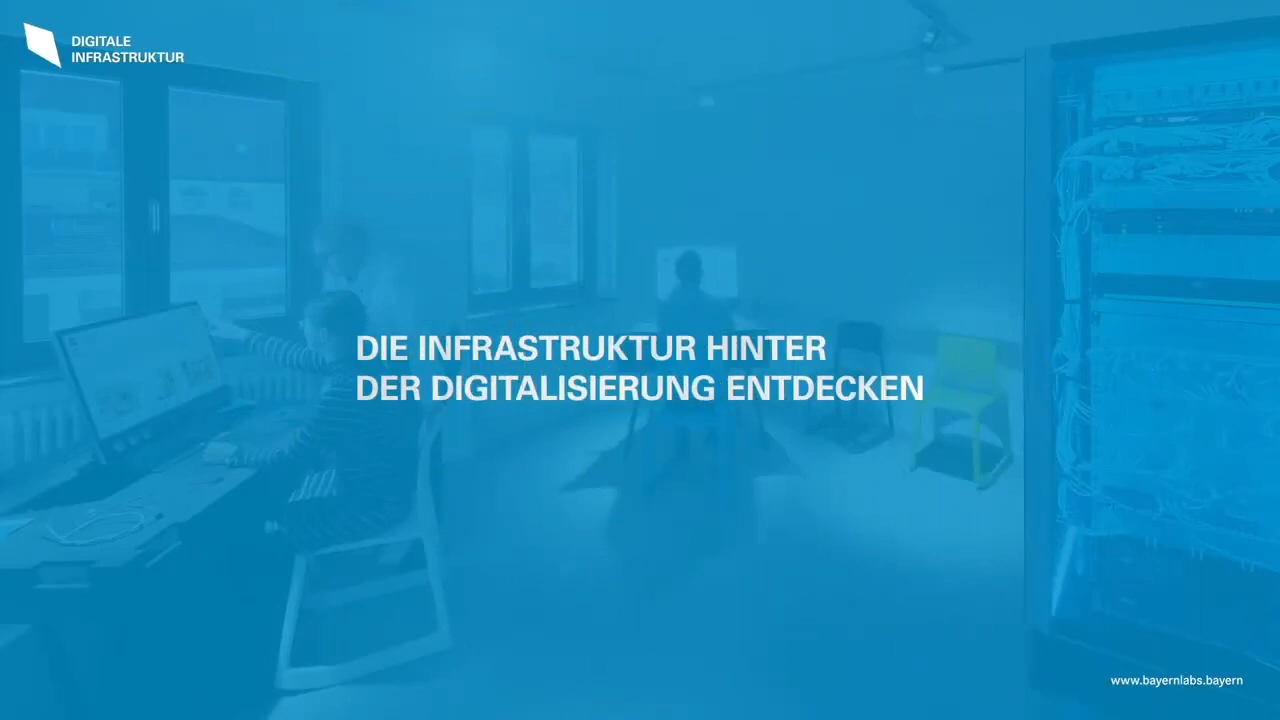 DIGITALE
INFRASTRUKTUR
DIE INFRASTRUKTUR HINTER
DER DIGITALISIERUNG ENTDECKEN
www.bayernlabs.bayern